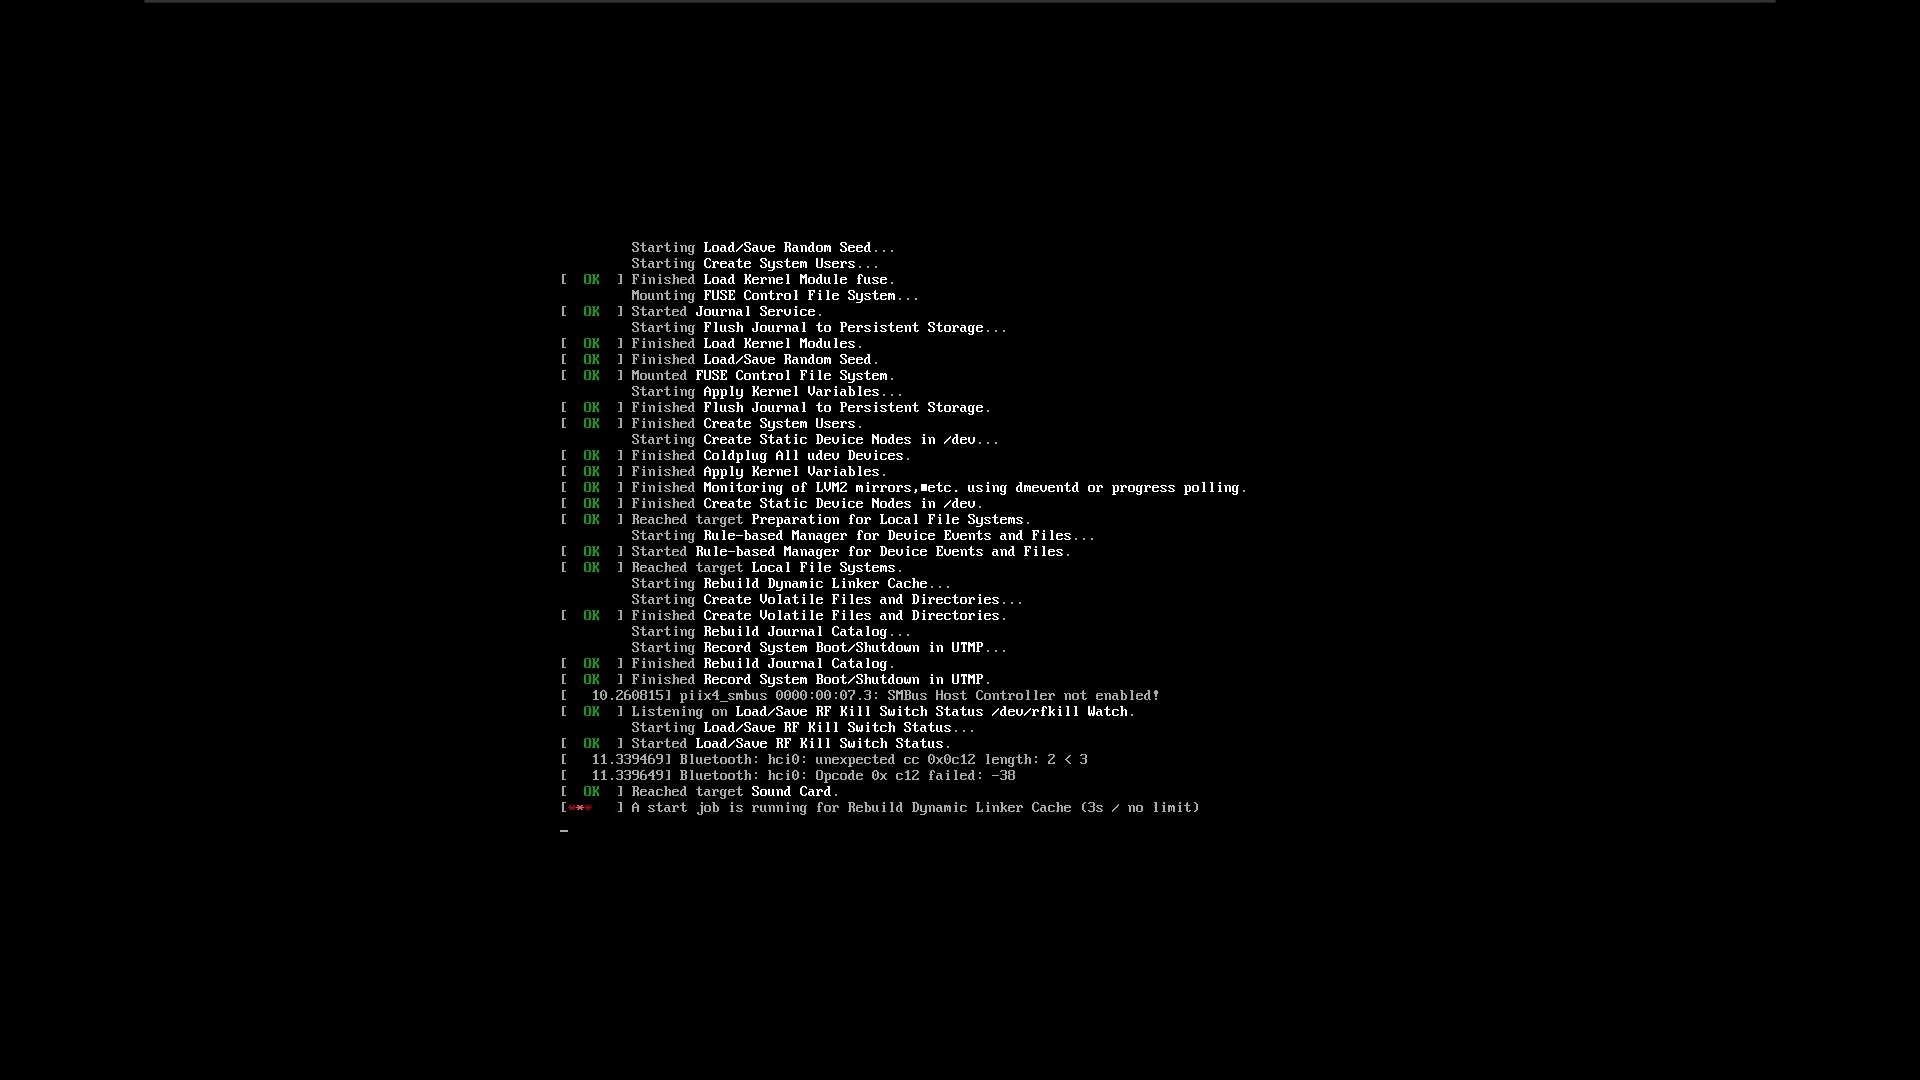 Starting Load/Save Random Seed...
Starting Create System Users...
[  OK  ] Finished Load Kernel Module fuse.
Mounting FUSE Control File System...
[  OK  ] Started Journal Service.
Starting Flush Journal to Persistent Storage...
[  OK  ] Finished Load Kernel Modules.
[  OK  ] Finished Load/Save Random Seed.
[  OK  ] Mounted FUSE Control File System.
Starting Apply Kernel Variables...
[  OK  ] Finished Flush Journal to Persistent Storage.
[  OK  ] Finished Create System Users.
Starting Create Static Device Nodes in /dev...
[  OK  ] Finished Coldplug All udev Devices.
[  OK  ] Finished Apply Kernel Variables.
[  OK  ] Finished Monitoring of LVM2 mirrors,■etc. using dmeventd or progress polling.
[  OK  ] Finished Create Static Device Nodes in /dev.
[  OK  ] Reached target Preparation for Local File Systems.
Starting Rule-based Manager for Device Events and Files...
[  OK  ] Started Rule-based Manager for Device Events and Files.
[  OK  ] Reached target Local File Systems.
Starting Rebuild Dynamic Linker Cache...
Starting Create Volatile Files and Directories...
[  OK  ] Finished Create Volatile Files and Directories.
Starting Rebuild Journal Catalog...
Starting Record System Boot/Shutdown in UTMP...
[  OK  ] Finished Rebuild Journal Catalog.
[  OK  ] Finished Record System Boot/Shutdown in UTMP.
[   10.260815] piix4_smbus 0000:00:07.3: SMBus Host Controller not enabled!
[  OK  ] Listening on Load/Save RF Kill Switch Status /dev/rfkill Watch.
Starting Load/Save RF Kill Switch Status...
[  OK  ] Started Load/Save RF Kill Switch Status.
[   11.339469] Bluetooth: hci0: unexpected cc 0x0c12 length: 2 < 3
[   11.339649] Bluetooth: hci0: Opcode 0x c12 failed: -38
[  OK  ] Reached target Sound Card.
[***   ] A start job is running for Rebuild Dynamic Linker Cache (3s / no limit)
_